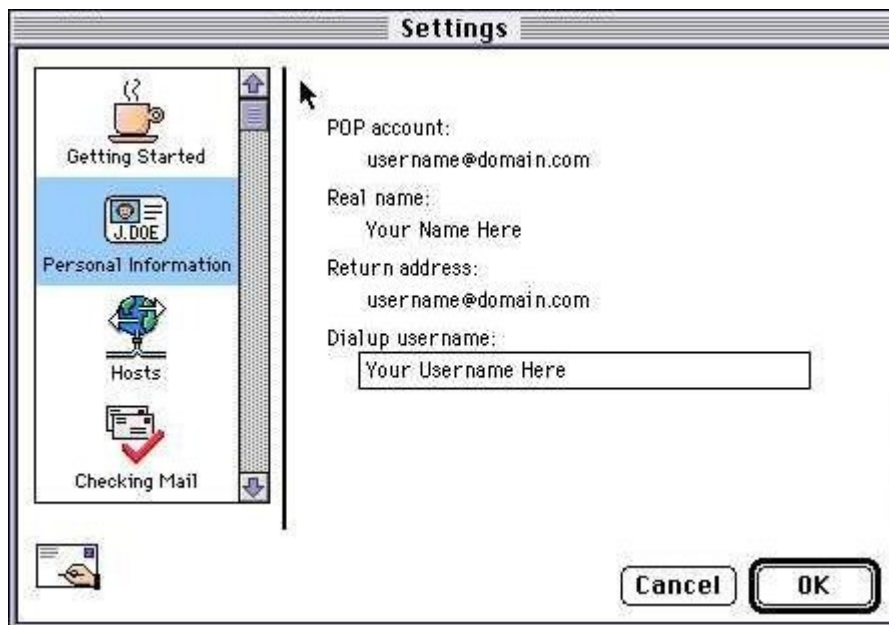 Settings
Getting Started
J.DOE
Personal Information
Hosts
Checking Mail
POP account:
username@domain.com
Real name:
Your Name Here
Return address:
username@domain.com
Dialup username:
Your Username Here
Cancel
OK